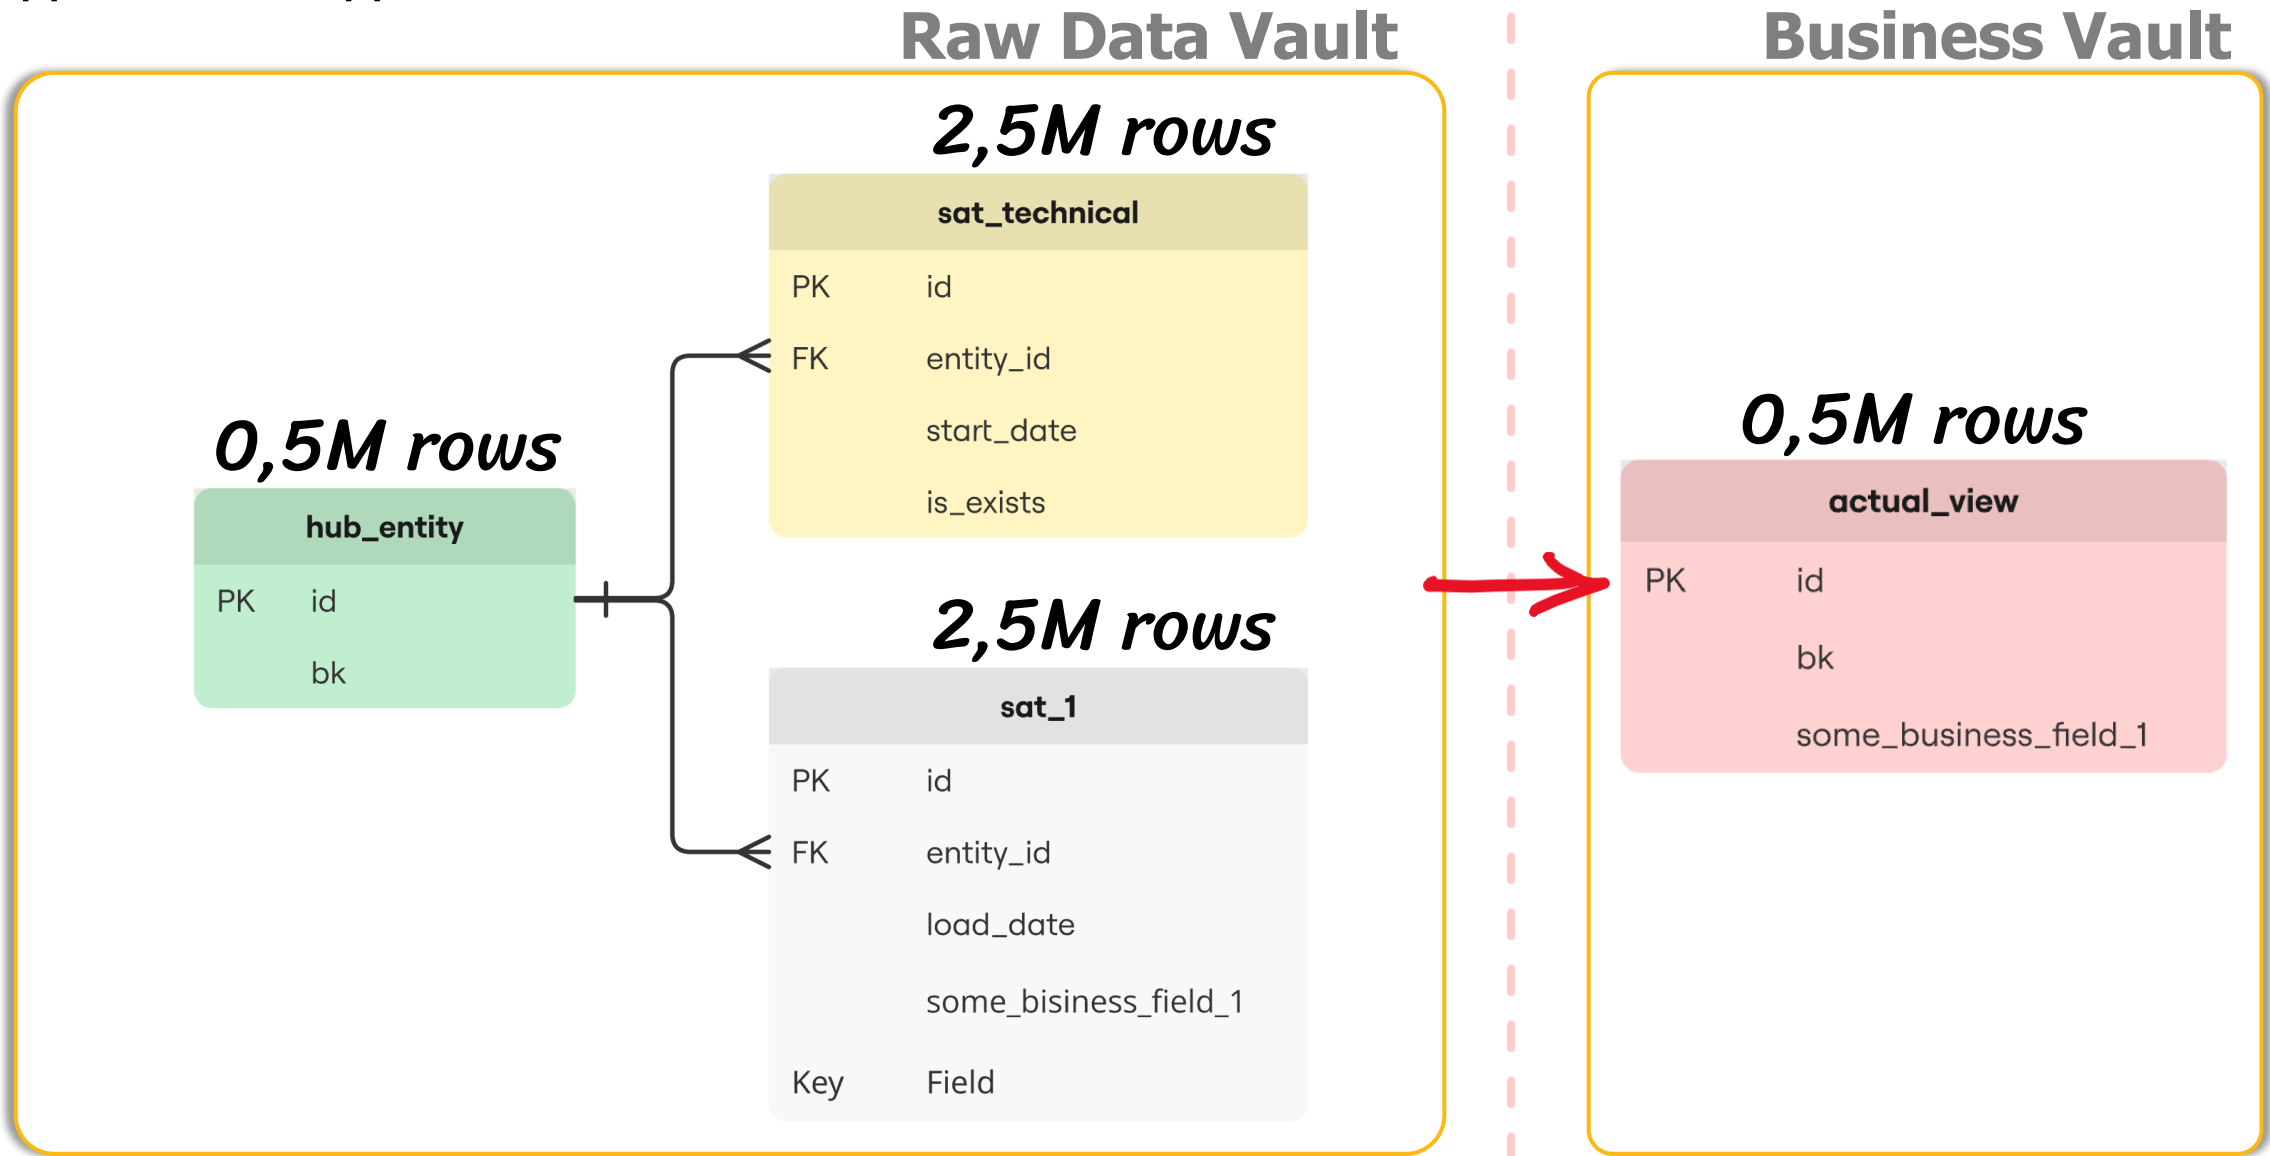 Raw Data Vault
Business Vault
2,5M rows
sat_technical
PK id
FK entity_id
start_date
is_exists
0,5M rows
hub_entity
PK id
bk
2,5M rows
sat_1
PK id
FK entity_id
load_date
some_bisiness_field_1
Key Field
0,5M rows
actual_view
PK id
bk
some_business_field_1